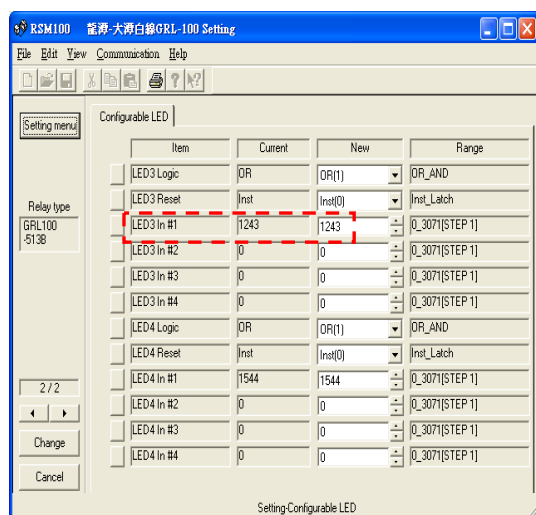 RSM100 龍源-大源白線GRL-100 Setting
File Edit View Communication Help
Setting menu
Configurable LED
Item Current New Range
LED3 Logic OR OR(1) OR_AND
LED3 Reset Inst Inst(0) Inst_Latch
Relay type
GRL100
-513B
LED3 In #1 1243 1243 0_3071[STEP 1]
LED3 In #2 0 0 0_3071[STEP 1]
LED3 In #3 0 0 0_3071[STEP 1]
LED3 In #4 0 0 0_3071[STEP 1]
LED4 Logic OR OR(1) OR_AND
LED4 Reset Inst Inst(0) Inst_Latch
LED4 In #1 1544 1544 0_3071[STEP 1]
2 / 2
LED4 In #2 0 0 0_3071[STEP 1]
LED4 In #3 0 0 0_3071[STEP 1]
Change
LED4 In #4 0 0 0_3071[STEP 1]
Cancel
Setting-Configurable LED